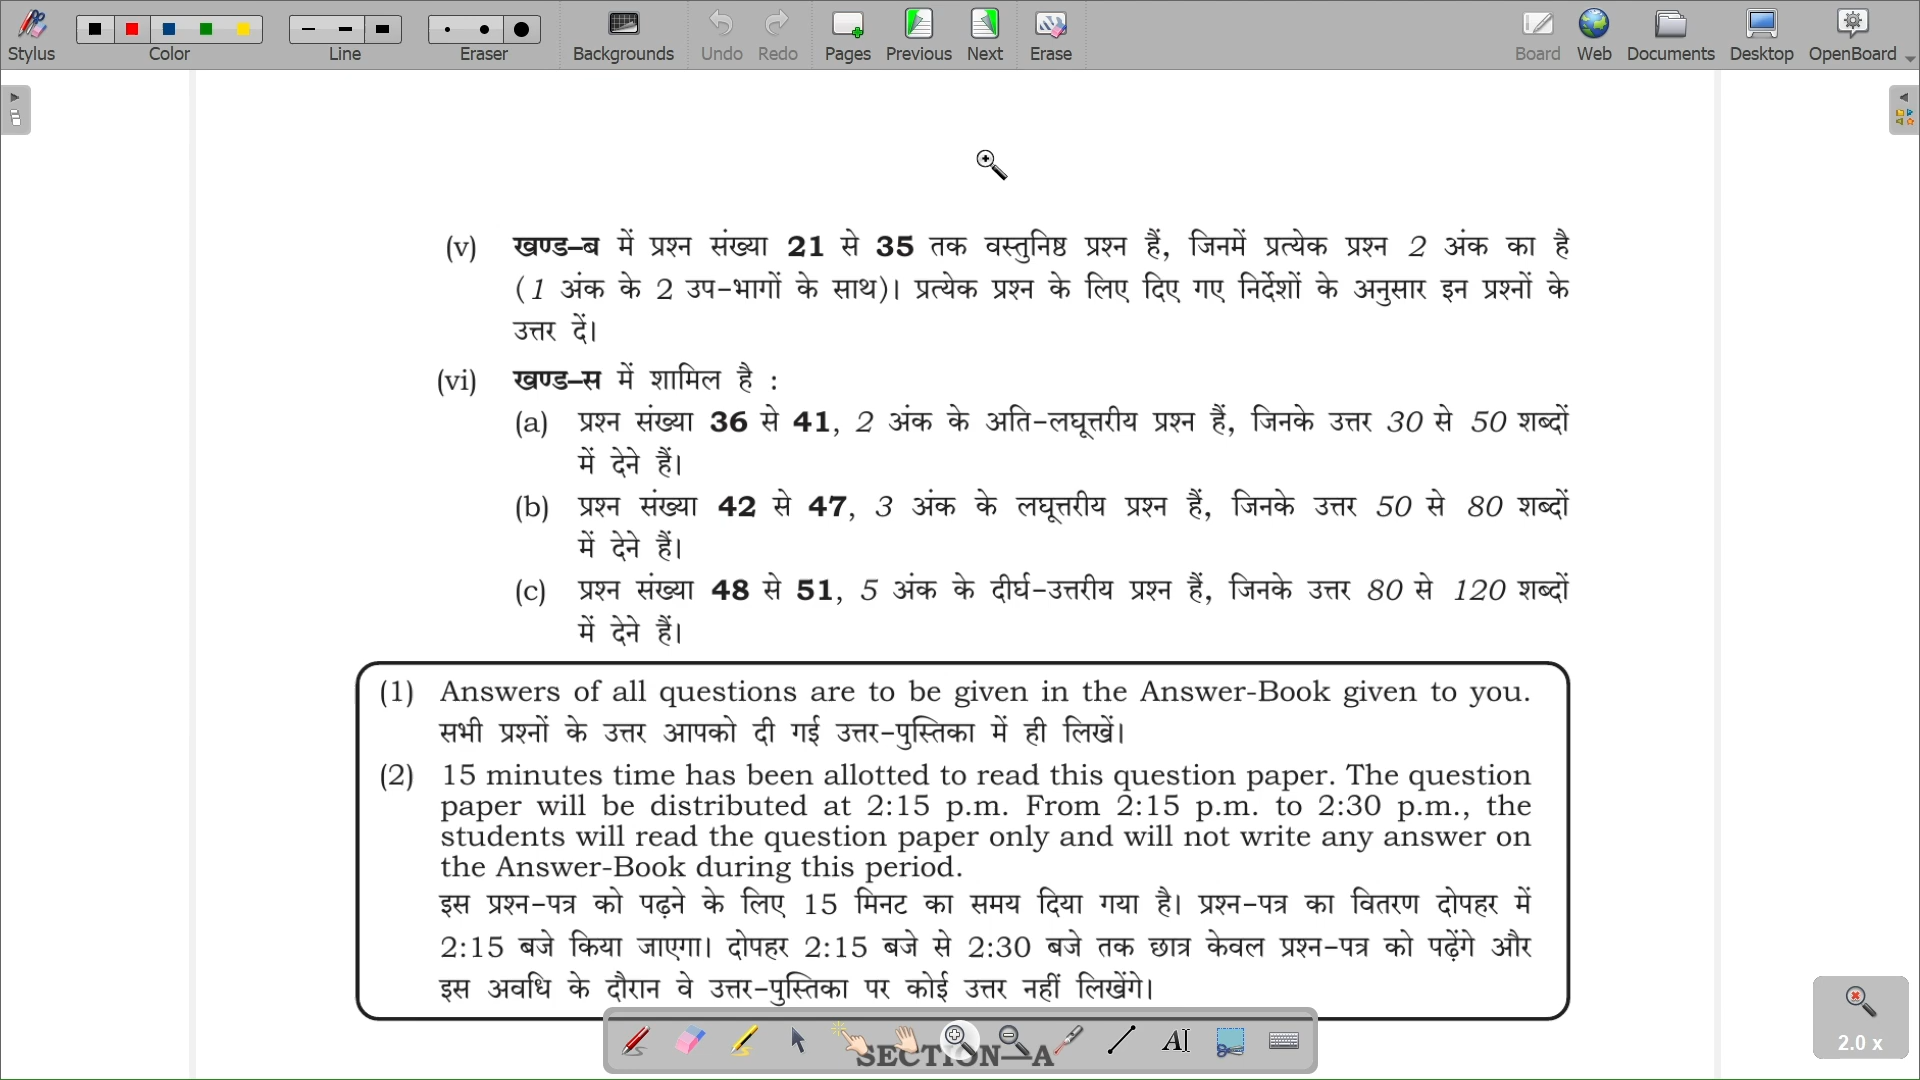 Stylus
Color
Line
Eraser
Backgrounds
Undo
Redo
Pages
Previous
Next
Erase
Board
Web
Documents
Desktop
OpenBoard
(v) खण्ड–ब में प्रश्न संख्या 21 से 35 तक वस्तुनिष्ठ प्रश्न हैं, जिनमें प्रत्येक प्रश्न 2 अंक का है
(1 अंक के 2 उप-भागों के साथ)। प्रत्येक प्रश्न के लिए दिए गए निर्देशों के अनुसार इन प्रश्नों के
उत्तर दें।
(vi) खण्ड–स में शामिल है :
(a) प्रश्न संख्या 36 से 41, 2 अंक के अति-लघूत्तरीय प्रश्न हैं, जिनके उत्तर 30 से 50 शब्दों
में देने हैं।
(b) प्रश्न संख्या 42 से 47, 3 अंक के लघूत्तरीय प्रश्न हैं, जिनके उत्तर 50 से 80 शब्दों
में देने हैं।
(c) प्रश्न संख्या 48 से 51, 5 अंक के दीर्घ-उत्तरीय प्रश्न हैं, जिनके उत्तर 80 से 120 शब्दों
में देने हैं।
(1) Answers of all questions are to be given in the Answer-Book given to you.
सभी प्रश्नों के उत्तर आपको दी गई उत्तर-पुस्तिका में ही लिखें।
(2) 15 minutes time has been allotted to read this question paper. The question
paper will be distributed at 2:15 p.m. From 2:15 p.m. to 2:30 p.m., the
students will read the question paper only and will not write any answer on
the Answer-Book during this period.
इस प्रश्न-पत्र को पढ़ने के लिए 15 मिनट का समय दिया गया है। प्रश्न-पत्र का वितरण दोपहर में
2:15 बजे किया जाएगा। दोपहर 2:15 बजे से 2:30 बजे तक छात्र केवल प्रश्न-पत्र को पढ़ेंगे और
इस अवधि के दौरान वे उत्तर-पुस्तिका पर कोई उत्तर नहीं लिखेंगे।
SECTION—A
AI
2.0 x